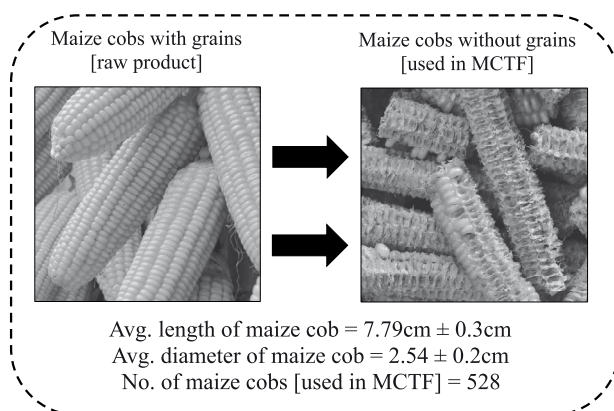 Maize cobs with grains
[raw product]
Maize cobs without grains
[used in MCTF]
Avg. length of maize cob = 7.79cm ± 0.3cm
Avg. diameter of maize cob = 2.54 ± 0.2cm
No. of maize cobs [used in MCTF] = 528